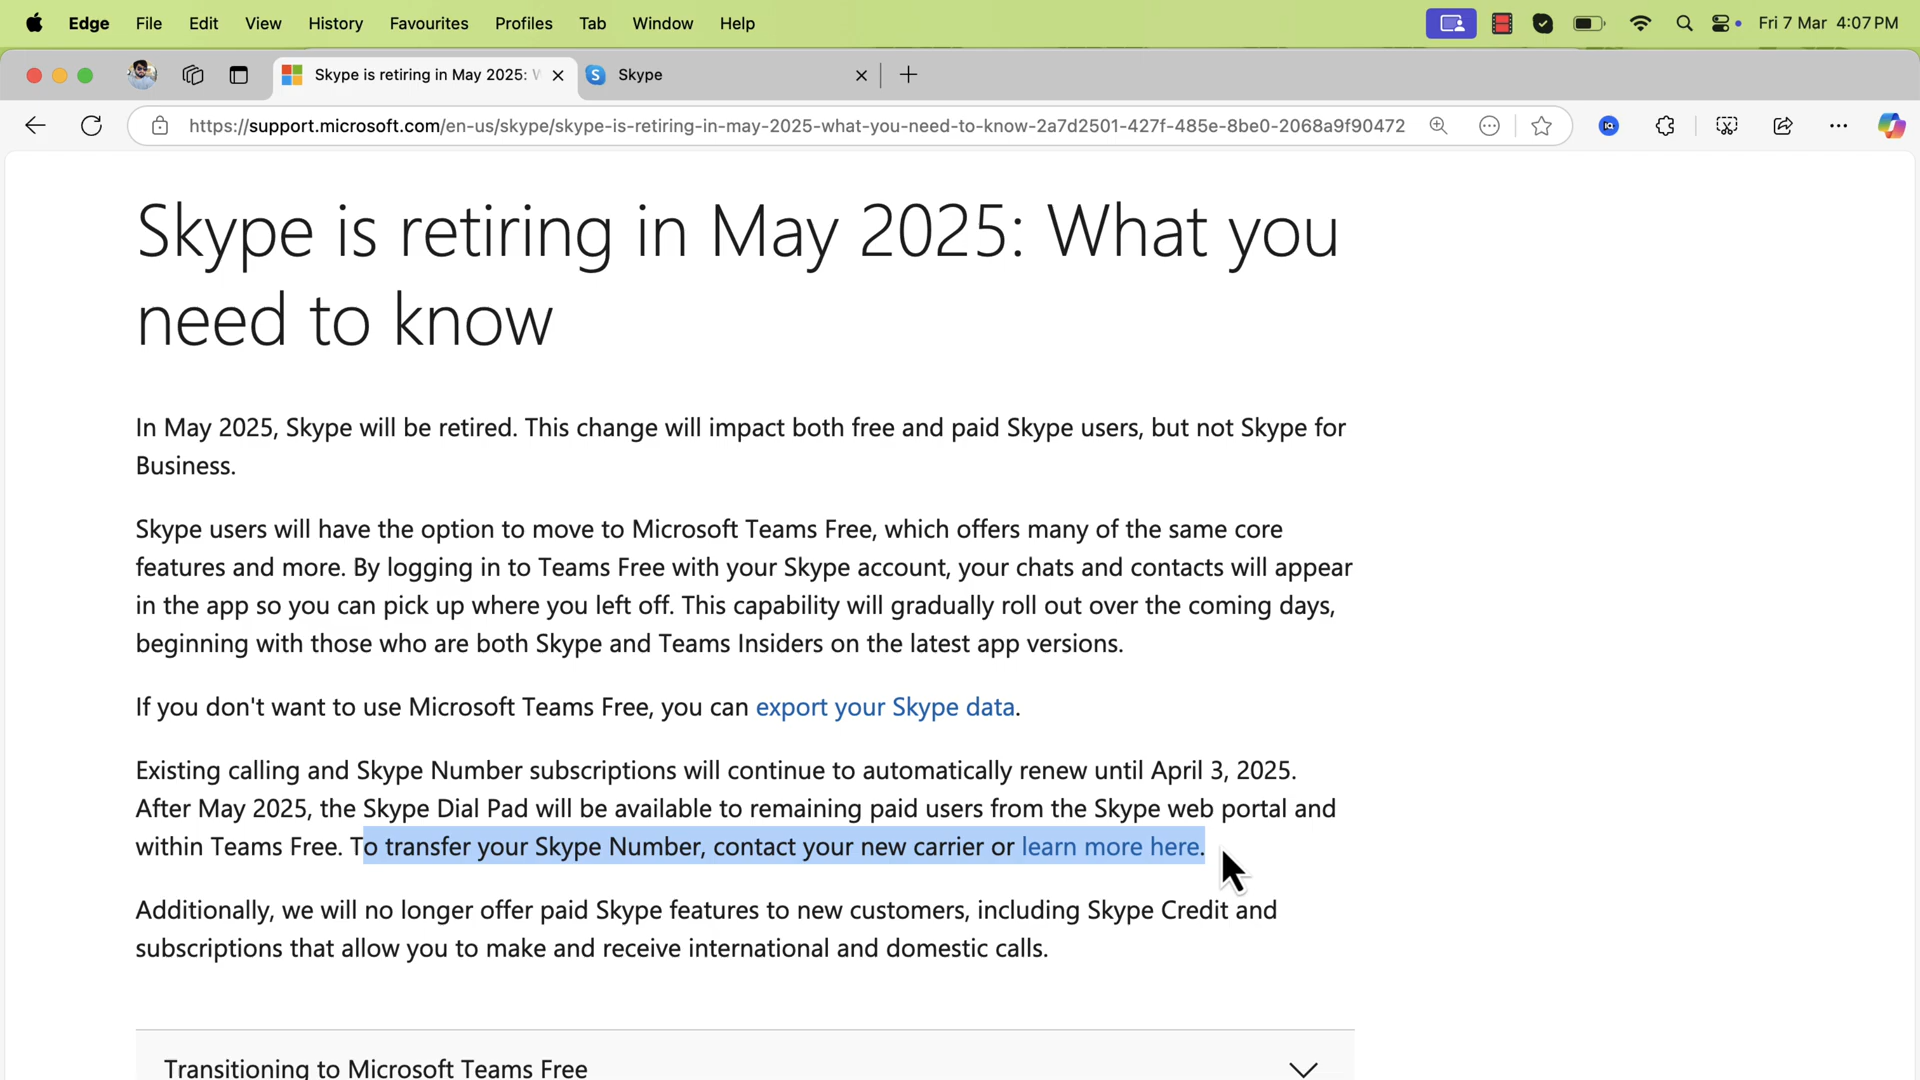 Edge File Edit View History Favourites Profiles Tab Window Help Fri 7 Mar 4:07 PM
Skype is retiring in May 2025: W Skype
https://support.microsoft.com/en-us/skype/skype-is-retiring-in-may-2025-what-you-need-to-know-2a7d2501-427f-485e-8be0-2068a9f90472
Skype is retiring in May 2025: What you
need to know
In May 2025, Skype will be retired. This change will impact both free and paid Skype users, but not Skype for
Business.
Skype users will have the option to move to Microsoft Teams Free, which offers many of the same core
features and more. By logging in to Teams Free with your Skype account, your chats and contacts will appear
in the app so you can pick up where you left off. This capability will gradually roll out over the coming days,
beginning with those who are both Skype and Teams Insiders on the latest app versions.
If you don't want to use Microsoft Teams Free, you can export your Skype data.
Existing calling and Skype Number subscriptions will continue to automatically renew until April 3, 2025.
After May 2025, the Skype Dial Pad will be available to remaining paid users from the Skype web portal and
within Teams Free. To transfer your Skype Number, contact your new carrier or learn more here.
Additionally, we will no longer offer paid Skype features to new customers, including Skype Credit and
subscriptions that allow you to make and receive international and domestic calls.
Transitioning to Microsoft Teams Free